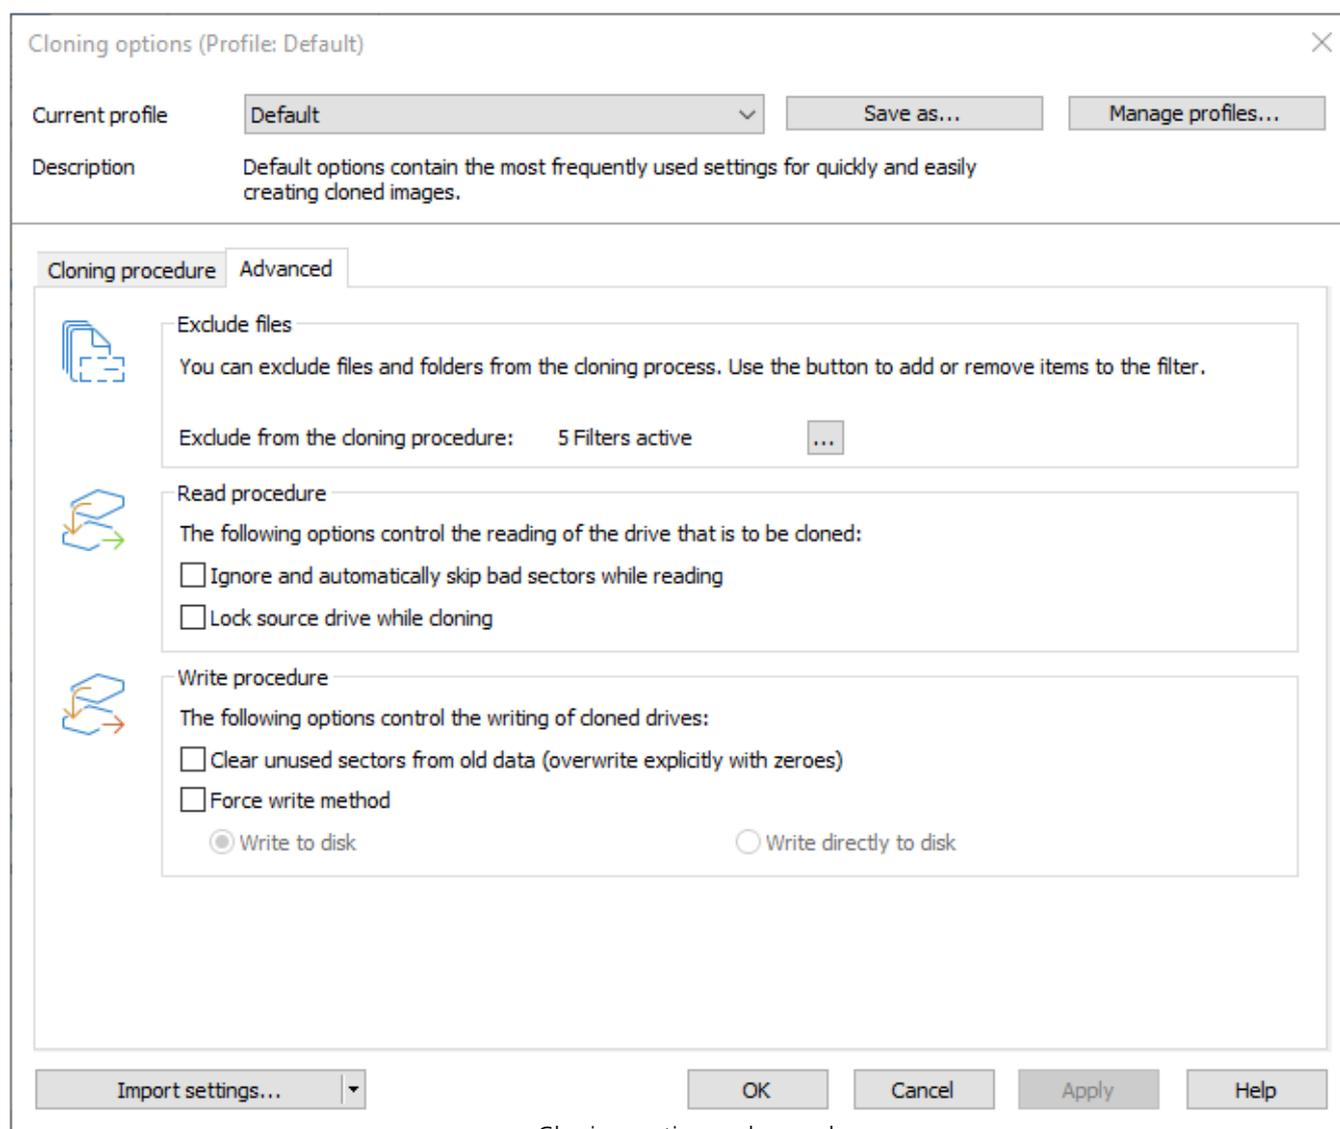 Cloning options (Profile: Default)
Current profile
Default
Save as...
Manage profiles...
Description
Default options contain the most frequently used settings for quickly and easily
creating cloned images.
Cloning procedure
Advanced
Exclude files
You can exclude files and folders from the cloning process. Use the button to add or remove items to the filter.
Exclude from the cloning procedure:
5 Filters active
...
Read procedure
The following options control the reading of the drive that is to be cloned:
Ignore and automatically skip bad sectors while reading
Lock source drive while cloning
Write procedure
The following options control the writing of cloned drives:
Clear unused sectors from old data (overwrite explicitly with zeroes)
Force write method
Write to disk
Write directly to disk
Import settings...
OK
Cancel
Apply
Help